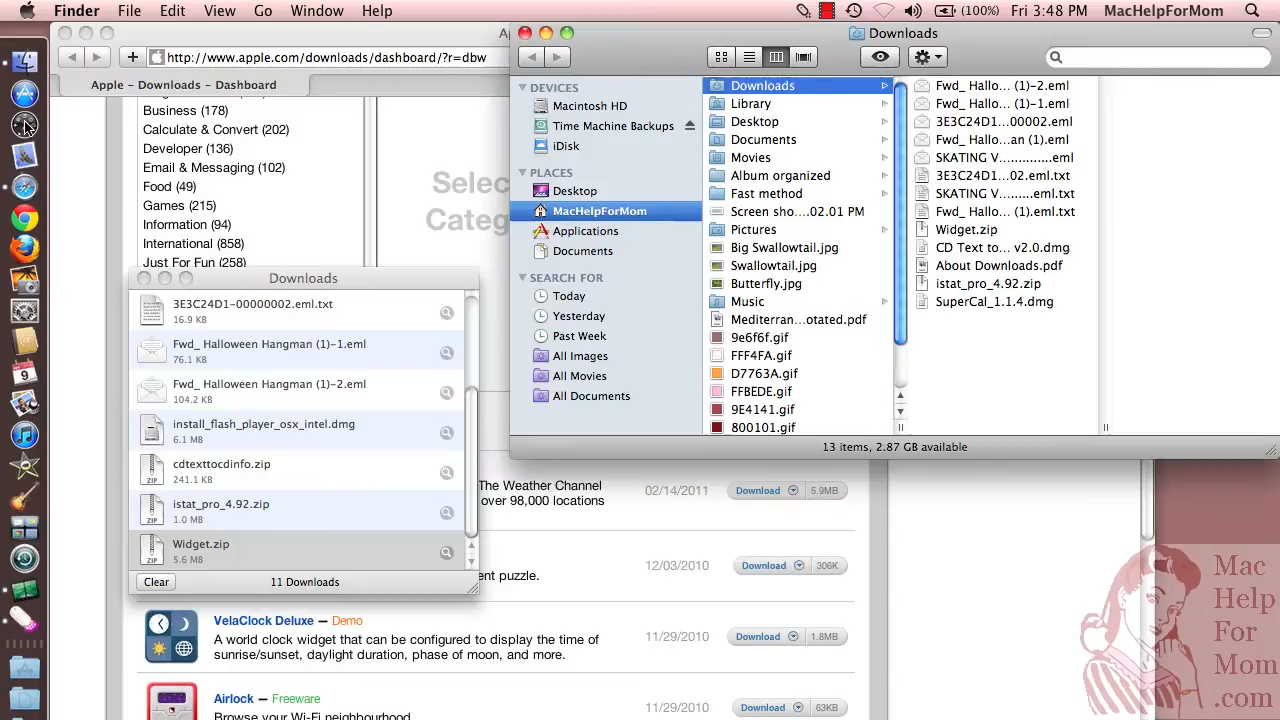 Finder File Edit View Go Window Help (100%) Fri 3:48 PM MacHelpForMom
http://www.apple.com/downloads/dashboard/?r=dbw
Apple – Downloads – Dashboard
Business (178)
Calculate & Convert (202)
Developer (136)
Email & Messaging (102)
Food (49)
Games (215)
Information (94)
International (858)
Just For Fun (258)
Selec
Categ
Downloads
DEVICES
Macintosh HD
Time Machine Backups
iDisk
PLACES
Desktop
MacHelpForMom
Applications
Documents
SEARCH FOR
Today
Yesterday
Past Week
All Images
All Movies
All Documents
Downloads
Library
Desktop
Documents
Movies
Album organized
Fast method
Screen sho....02.01 PM
Pictures
Big Swallowtail.jpg
Swallowtail.jpg
Butterfly.jpg
Music
Mediterran...otated.pdf
9e6f6f.gif
FFF4FA.gif
D7763A.gif
FFBEDE.gif
9E4141.gif
800101.gif
Fwd_ Hallo... (1)-2.eml
Fwd_ Hallo... (1)-1.eml
3E3C24D1...00002.eml
Fwd_ Hallo...an (1).eml
SKATING V..............eml
3E3C24D1...02.eml.txt
SKATING V..........eml.txt
Fwd_ Hallo... (1).eml.txt
Widget.zip
CD Text to... v2.0.dmg
About Downloads.pdf
istat_pro_4.92.zip
SuperCal_1.1.4.dmg
13 items, 2.87 GB available
Downloads
3E3C24D1-00000002.eml.txt
16.9 KB
Fwd_ Halloween Hangman (1)-1.eml
76.1 KB
Fwd_ Halloween Hangman (1)-2.eml
104.2 KB
install_flash_player_osx_intel.dmg
6.1 MB
cdtexttocdinfo.zip
241.1 KB
istat_pro_4.92.zip
1.0 MB
Widget.zip
5.6 MB
Clear 11 Downloads
The Weather Channel 02/14/2011 Download 5.9MB
over 98,000 locations
12/03/2010 Download 306K
ent puzzle.
VelaClock Deluxe — Demo
A world clock widget that can be configured to display the time of 11/29/2010 Download 1.8MB
sunrise/sunset, daylight duration, phase of moon, and more.
Airlock — Freeware
Browse your Wi-Fi neighbourhood 11/29/2010 Download 63KB
Mac
Help
For
Mom
.com